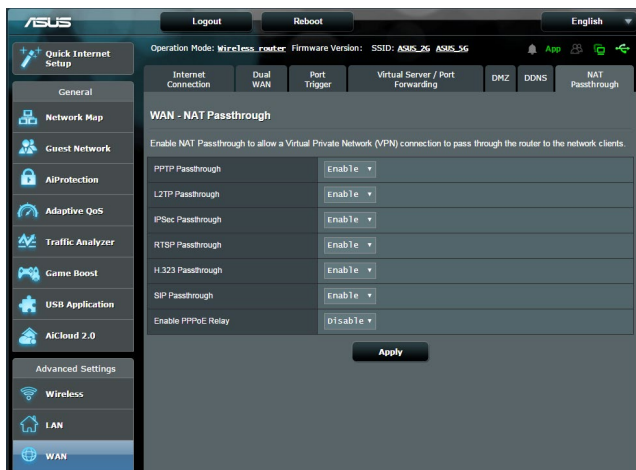 ASUS
Logout
Reboot
English
Quick Internet
Setup
General
Network Map
Guest Network
AiProtection
Adaptive QoS
Traffic Analyzer
Game Boost
USB Application
AiCloud 2.0
Advanced Settings
Wireless
LAN
WAN
Operation Mode: Wireless router Firmware Version: SSID: ASUS_2G ASUS_5G
App
Internet
Connection
Dual
WAN
Port
Trigger
Virtual Server / Port
Forwarding
DMZ
DDNS
NAT
Passthrough
WAN - NAT Passthrough
Enable NAT Passthrough to allow a Virtual Private Network (VPN) connection to pass through the router to the network clients.
PPTP Passthrough Enable
L2TP Passthrough Enable
IPSec Passthrough Enable
RTSP Passthrough Enable
H.323 Passthrough Enable
SIP Passthrough Enable
Enable PPPoE Relay Disable
Apply